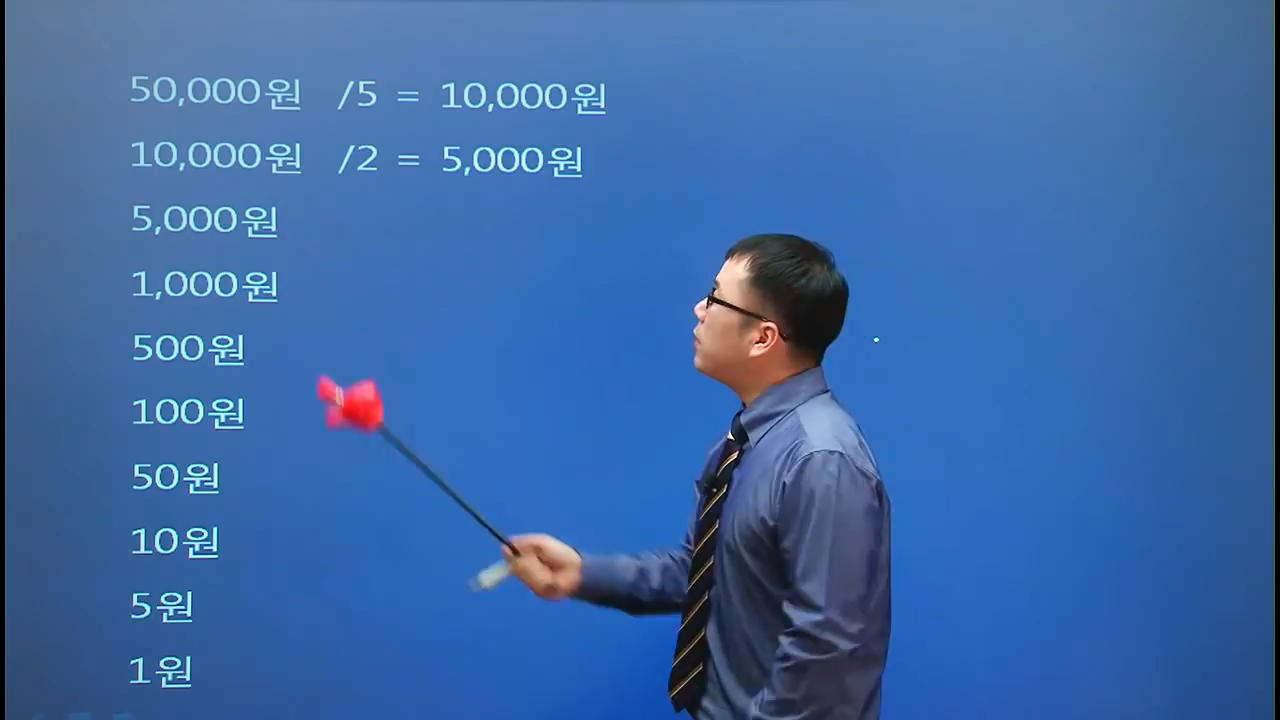 50,000원 /5 = 10,000원
10,000원 /2 = 5,000원
5,000원
1,000원
500원
100원
50원
10원
5원
1원